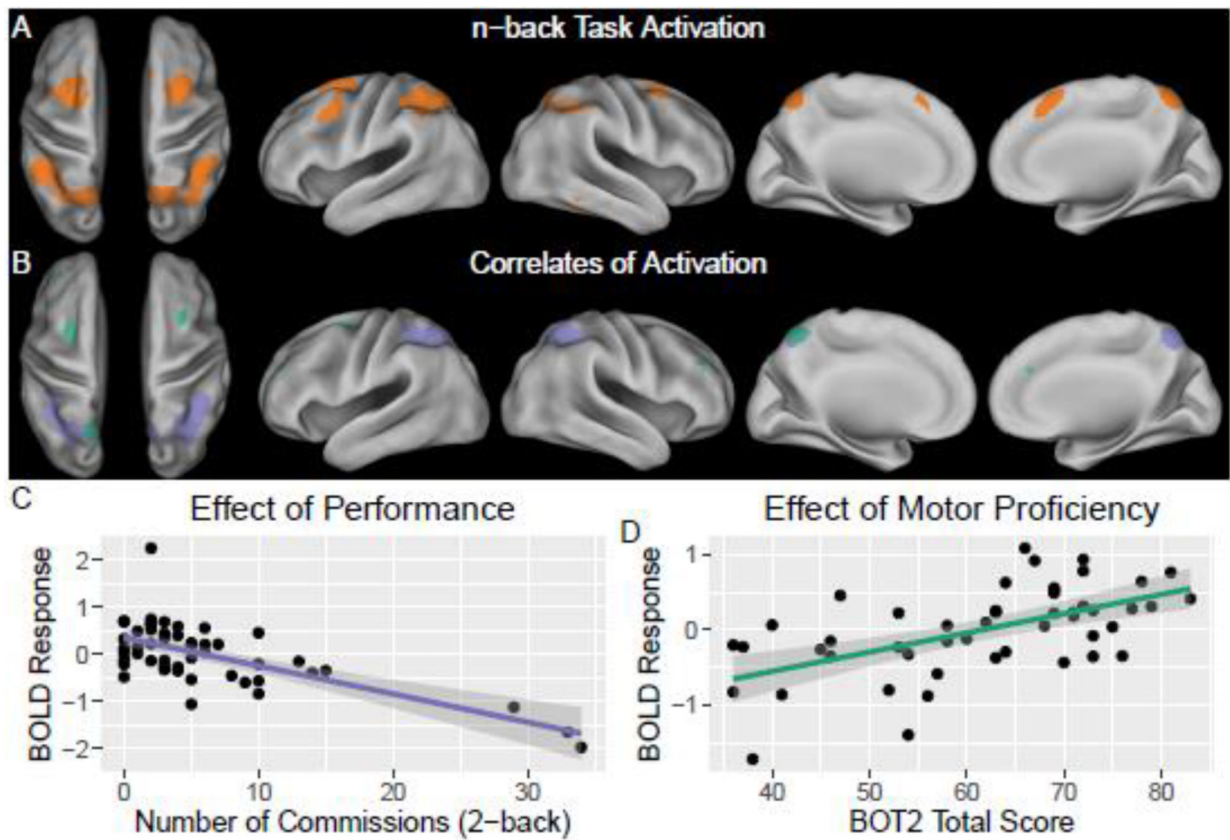 A
n−back Task Activation
B
Correlates of Activation
C
Effect of Performance
BOLD Response
2
1
0
−1
−2
0
10
20
30
Number of Commissions (2−back)
D
Effect of Motor Proficiency
BOLD Response
1
0
−1
40
50
60
70
80
BOT2 Total Score